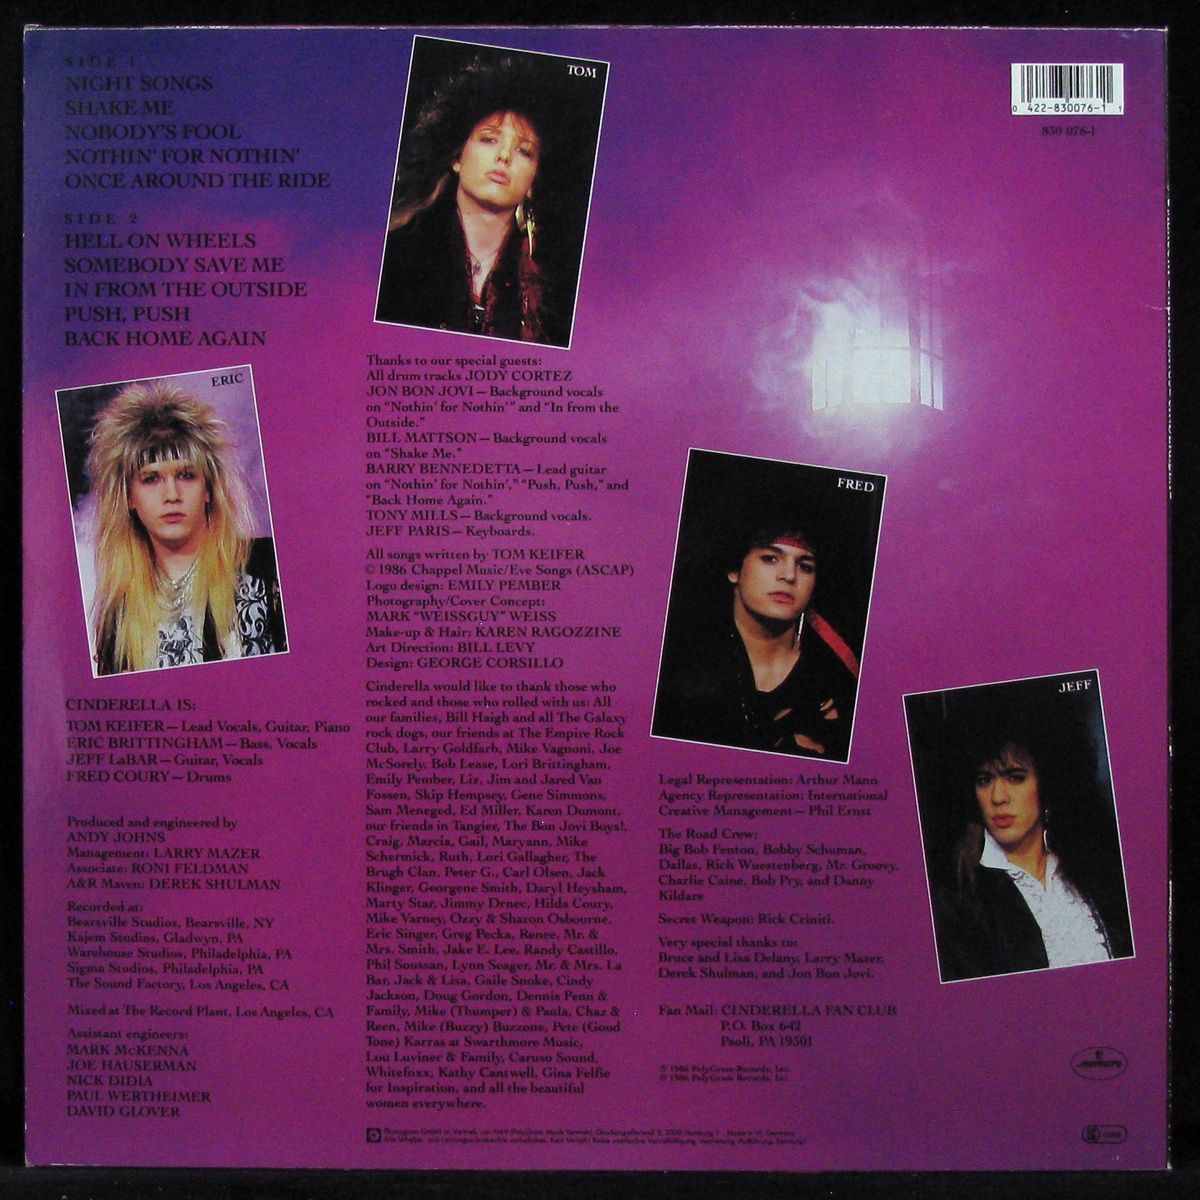 SIDE 1
NIGHT SONGS
SHAKE ME
NOBODY'S FOOL
NOTHIN' FOR NOTHIN'
ONCE AROUND THE RIDE
SIDE 2
HELL ON WHEELS
SOMEBODY SAVE ME
IN FROM THE OUTSIDE
PUSH, PUSH
BACK HOME AGAIN
ERIC
CINDERELLA IS:
TOM KEIFER — Lead Vocals, Guitar, Piano
ERIC BRITTINGHAM — Bass, Vocals
JEFF LaBAR — Guitar, Vocals
FRED COURY — Drums
Produced and engineered by
ANDY JOHNS
Management: LARRY MAZER
Associate: RONI FELDMAN
A&R Maven: DEREK SHULMAN
Recorded at:
Bearsville Studios, Bearsville, NY
Kajem Studios, Gladwyn, PA
Warehouse Studios, Philadelphia, PA
Sigma Studios, Philadelphia, PA
The Sound Factory, Los Angeles, CA
Mixed at The Record Plant, Los Angeles, CA
Assistant engineers:
MARK McKENNA
JOE HAUSERMAN
NICK DIDIA
PAUL WERTHEIMER
DAVID GLOVER
TOM
Thanks to our special guests:
All drum tracks JODY CORTEZ
JON BON JOVI — Background vocals
on "Nothin' for Nothin'" and "In from the
Outside."
BILL MATTSON — Background vocals
on "Shake Me."
BARRY BENNEDETTA — Lead guitar
on "Nothin' for Nothin'," "Push, Push," and
"Back Home Again."
TONY MILLS — Background vocals.
JEFF PARIS — Keyboards.
All songs written by TOM KEIFER
© 1986 Chappel Music/Eve Songs (ASCAP)
Logo design: EMILY PEMBER
Photography/Cover Concept:
MARK "WEISSGUY" WEISS
Make-up & Hair: KAREN RAGOZZINE
Art Direction: BILL LEVY
Design: GEORGE CORSILLO
Cinderella would like to thank those who
rocked and those who rolled with us: All
our families, Bill Haigh and all The Galaxy
rock dogs, our friends at The Empire Rock
Club, Larry Goldfarb, Mike Vagnoni, Joe
McSorely, Bob Lease, Lori Brittingham,
Emily Pember, Liz, Jim and Jared Van
Fossen, Skip Hempsey, Gene Simmons,
Sam Meneged, Ed Miller, Karen Dumont,
our friends in Tangier, The Bon Jovi Boys!,
Craig, Marcia, Gail, Maryann, Mike
Schermick, Ruth, Lori Gallagher, The
Brugh Clan, Peter G., Carl Olsen, Jack
Klinger, Georgene Smith, Daryl Heysham,
Marty Star, Jimmy Drnec, Hilda Coury,
Mike Varney, Ozzy & Sharon Osbourne,
Eric Singer, Greg Pecka, Renee, Mr. &
Mrs. Smith, Jake E. Lee, Randy Castillo,
Phil Soussan, Lynn Seager, Mr. & Mrs. La
Bar, Jack & Lisa, Gaile Snoke, Cindy
Jackson, Doug Gordon, Dennis Penn &
Family, Mike (Thumper) & Paula, Chaz &
Reen, Mike (Buzzy) Buzzone, Pete (Good
Tone) Karras at Swarthmore Music,
Lou Luviner & Family, Caruso Sound,
Whitefoxx, Kathy Cantwell, Gina Felfie
for Inspiration, and all the beautiful
women everywhere.
0 422-830076-1 1
830 076-1
FRED
JEFF
Legal Representation: Arthur Mann
Agency Representation: International
Creative Management — Phil Ernst
The Road Crew:
Big Bob Fenton, Bobby Schuman,
Dallas, Rich Wuestenberg, Mr. Groovy,
Charlie Caine, Bob Pry, and Danny
Kildare
Secret Weapon: Rick Criniti.
Very special thanks to:
Bruce and Lisa Delany, Larry Mazer,
Derek Shulman, and Jon Bon Jovi.
Fan Mail: CINDERELLA FAN CLUB
P.O. Box 642
Paoli, PA 19301
℗ 1986 PolyGram Records, Inc.
© 1986 PolyGram Records, Inc.
mercury